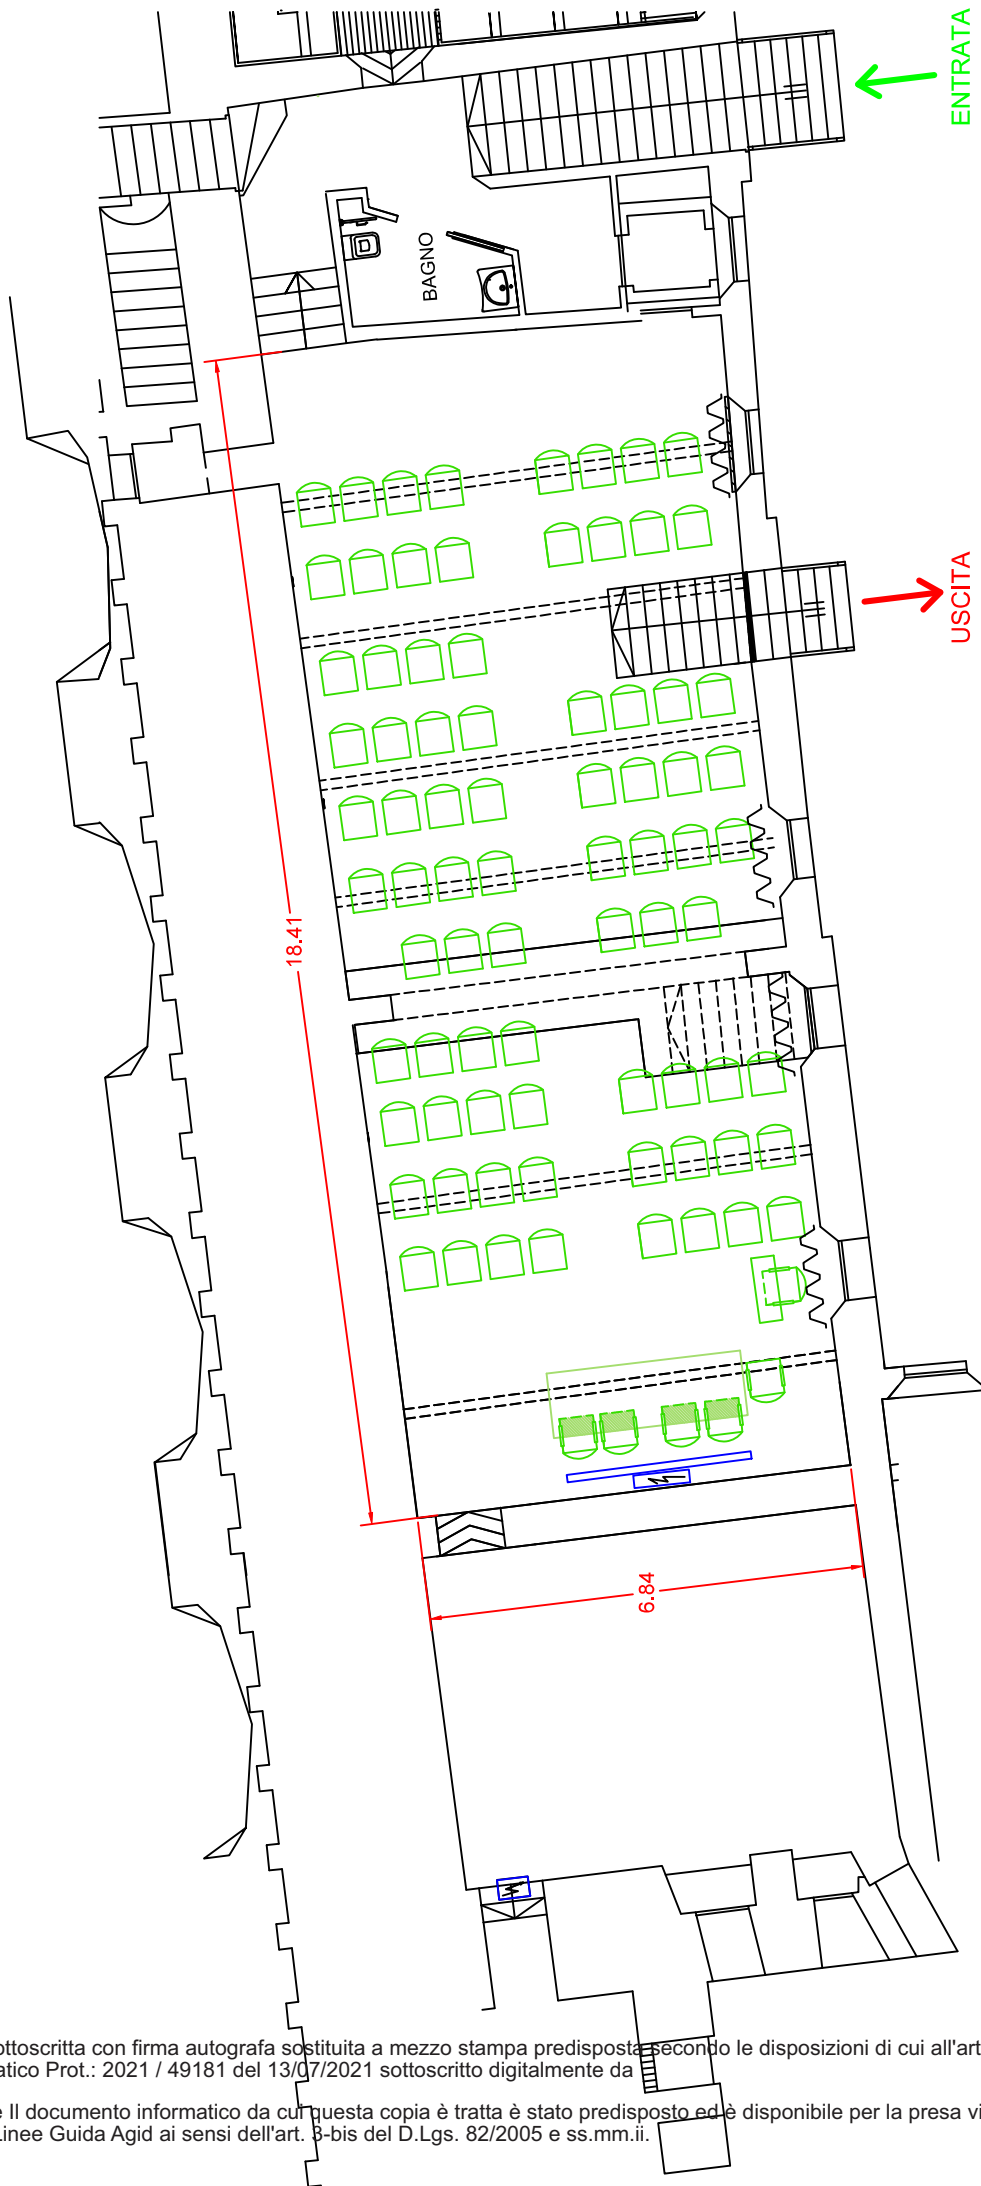 ENTRATA
BAGNO
USCITA
18.41
6.84
ottoscritta con firma autografa sostituita a mezzo stampa predisposta secondo le disposizioni di cui all'art
atico Prot.: 2021 / 49181 del 13/07/2021 sottoscritto digitalmente da
e Il documento informatico da cui questa copia è tratta è stato predisposto ed è disponibile per la presa vi
Linee Guida Agid ai sensi dell'art. 3-bis del D.Lgs. 82/2005 e ss.mm.ii.